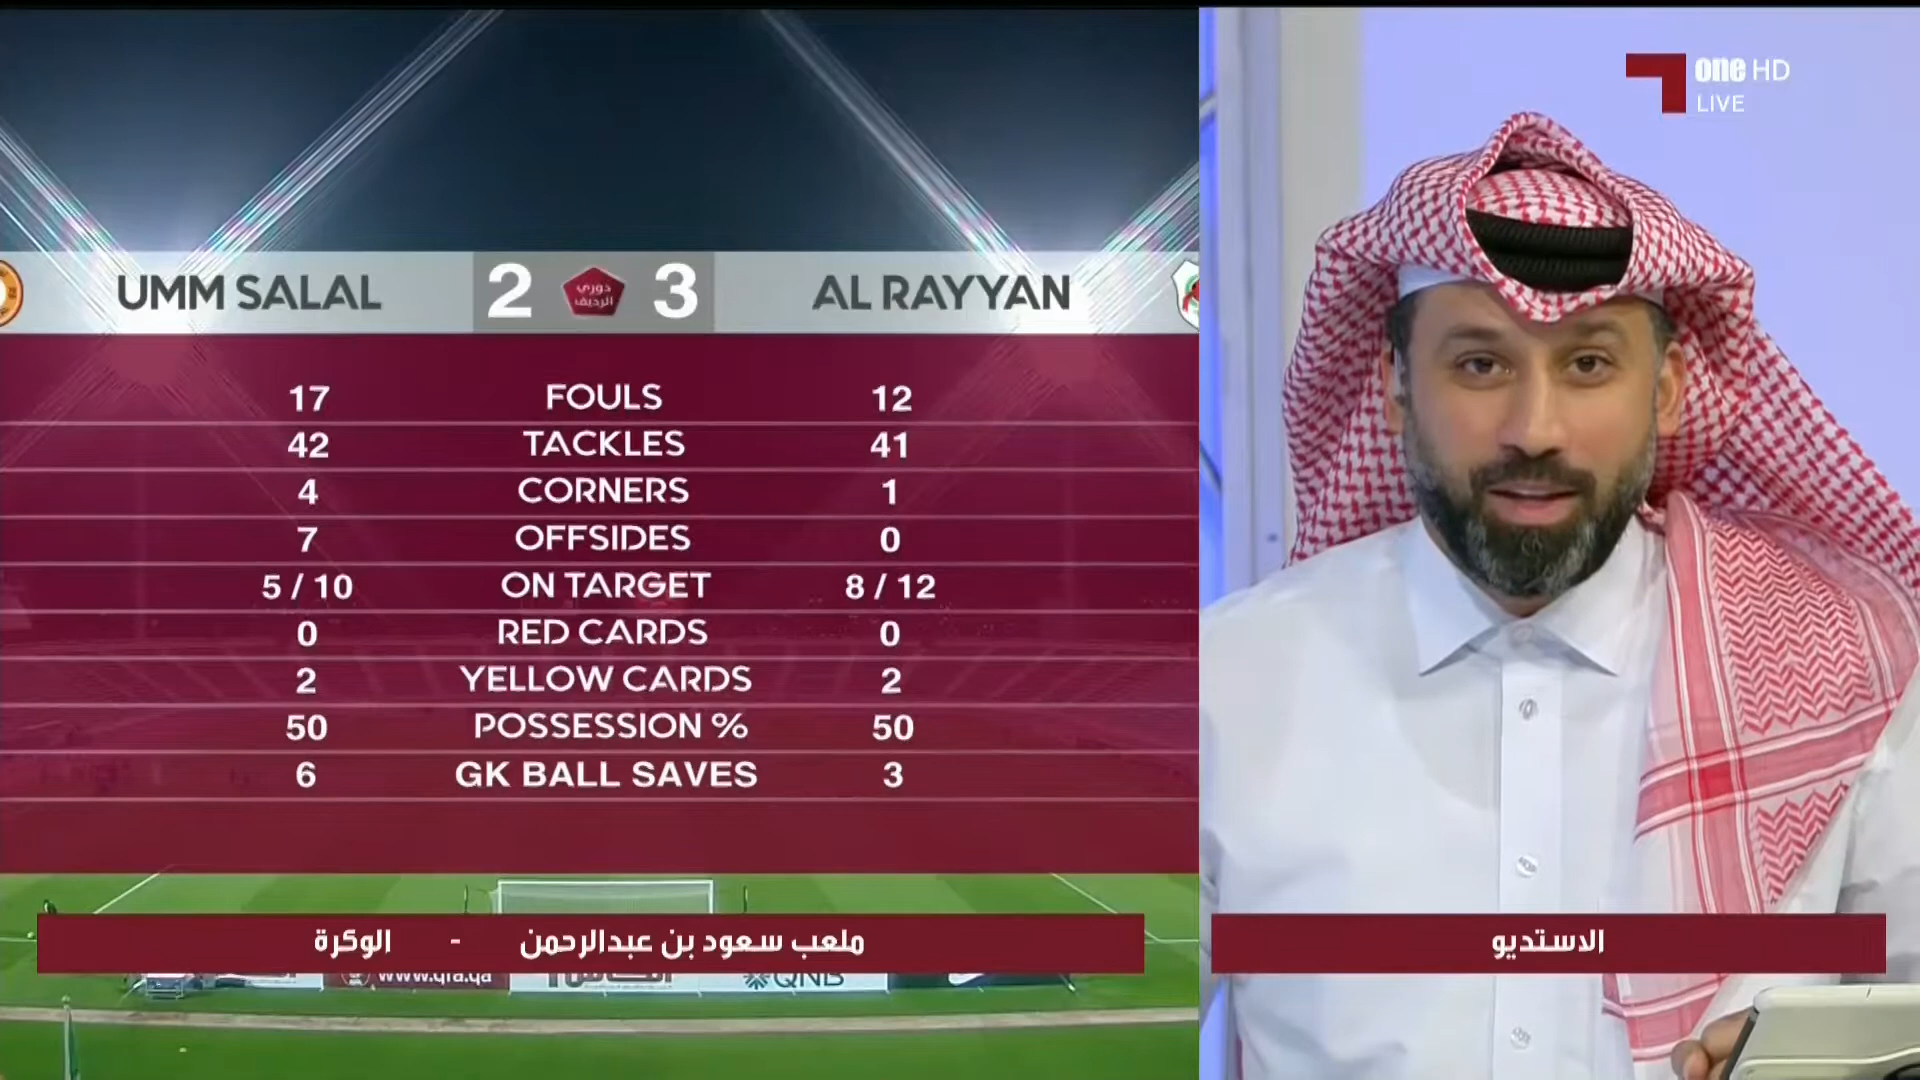 one HD
LIVE
UMM SALAL 2 دوري الرديف 3 AL RAYYAN
17 FOULS 12
42 TACKLES 41
4 CORNERS 1
7 OFFSIDES 0
5 / 10 ON TARGET 8 / 12
0 RED CARDS 0
2 YELLOW CARDS 2
50 POSSESSION % 50
6 GK BALL SAVES 3
ملعب سعود بن عبدالرحمن - الوكرة
الاستديو
www.qfa.qa
QNB